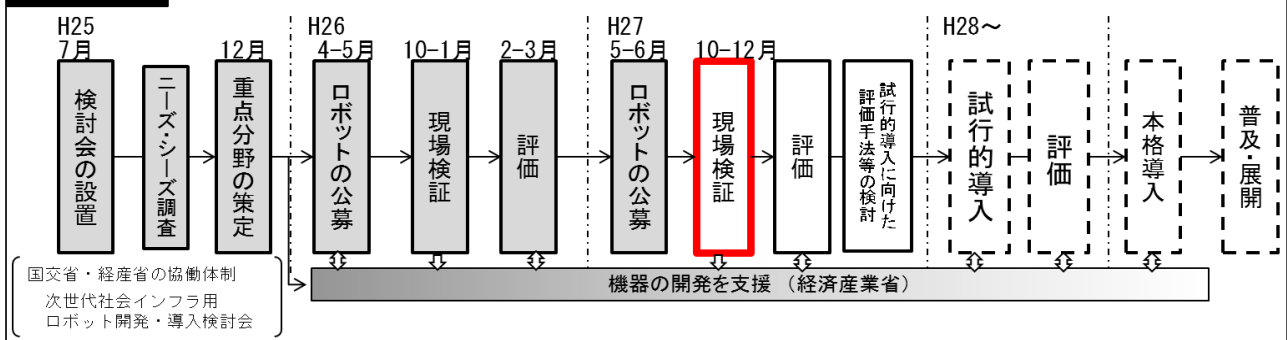 H25
7月
12月
H26
4-5月
10-1月
2-3月
H27
5-6月
10-12月
H28～
検討会の設置
ニーズ・シーズ調査
重点分野の策定
ロボットの公募
現場検証
評価
ロボットの公募
現場検証
評価
試行的導入に向けた
評価手法等の検討
試行的導入
評価
本格導入
普及・展開
機器の開発を支援 （経済産業省）
国交省・経産省の協働体制
次世代社会インフラ用
ロボット開発・導入検討会